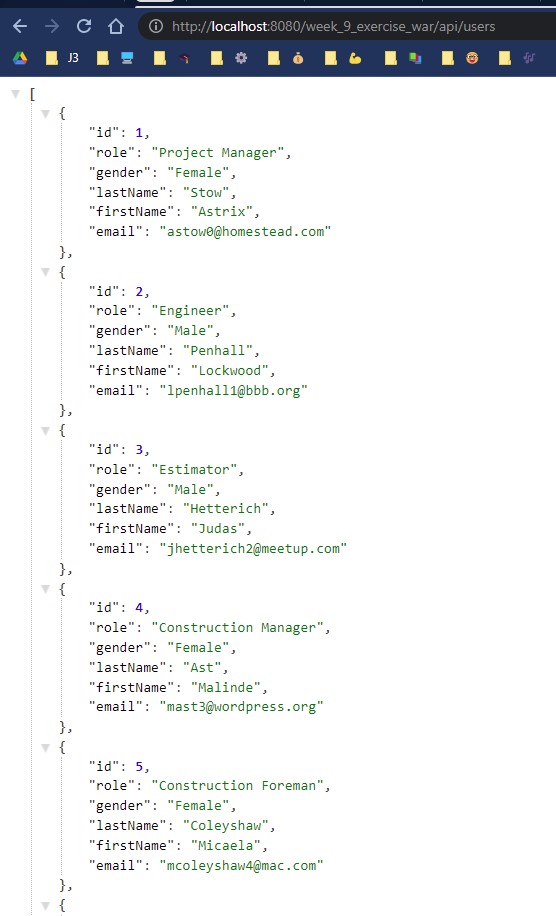 http://localhost:8080/week_9_exercise_war/api/users
J3
[
{
"id": 1,
"role": "Project Manager",
"gender": "Female",
"lastName": "Stow",
"firstName": "Astrix",
"email": "astow0@homestead.com"
},
{
"id": 2,
"role": "Engineer",
"gender": "Male",
"lastName": "Penhall",
"firstName": "Lockwood",
"email": "lpenhall1@bbb.org"
},
{
"id": 3,
"role": "Estimator",
"gender": "Male",
"lastName": "Hetterich",
"firstName": "Judas",
"email": "jhetterich2@meetup.com"
},
{
"id": 4,
"role": "Construction Manager",
"gender": "Female",
"lastName": "Ast",
"firstName": "Malinde",
"email": "mast3@wordpress.org"
},
{
"id": 5,
"role": "Construction Foreman",
"gender": "Female",
"lastName": "Coleyshaw",
"firstName": "Micaela",
"email": "mcoleyshaw4@mac.com"
},
{